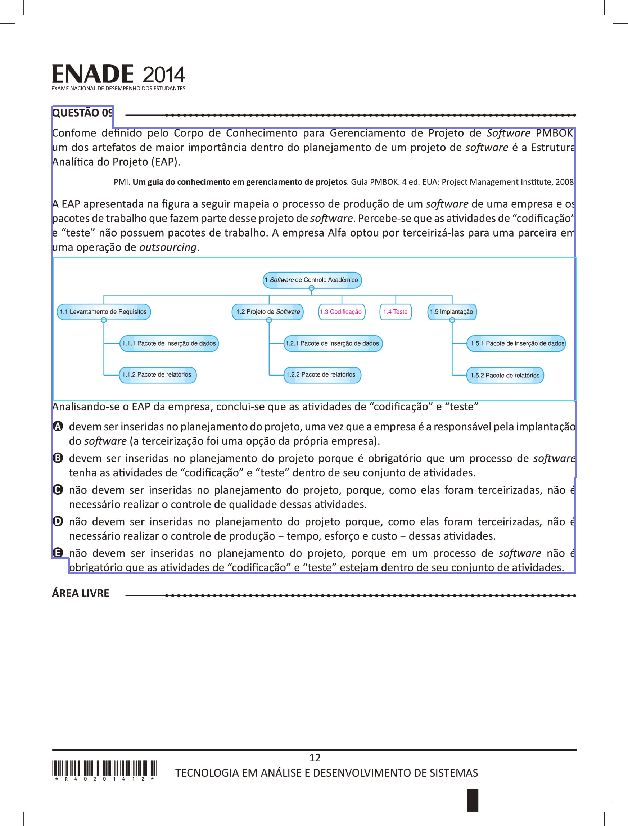 ENADE 2014
EXAME NACIONAL DE DESEMPENHO DOS ESTUDANTES
QUESTÃO 09
Confome definido pelo Corpo de Conhecimento para Gerenciamento de Projeto de Software PMBOK,
um dos artefatos de maior importância dentro do planejamento de um projeto de software é a Estrutura
Analítica do Projeto (EAP).
PMI. Um guia do conhecimento em gerenciamento de projetos. Guia PMBOK. 4 ed. EUA: Project Management Institute, 2008.
A EAP apresentada na figura a seguir mapeia o processo de produção de um software de uma empresa e os
pacotes de trabalho que fazem parte desse projeto de software. Percebe-se que as atividades de “codificação”
e “teste” não possuem pacotes de trabalho. A empresa Alfa optou por terceirizá-las para uma parceira em
uma operação de outsourcing.
1 Software de Controle Acadêmico
1.1 Levantamento de Requisitos
1.2 Projeto de Software
1.3 Codificação
1.4 Teste
1.5 Implantação
1.1.1 Pacote de inserção de dados
1.2.1 Pacote de inserção de dados
1.5.1 Pacote de inserção de dados
1.1.2 Pacote de relatórios
1.2.2 Pacote de relatórios
1.5.2 Pacote de relatórios
Analisando-se o EAP da empresa, conclui-se que as atividades de “codificação” e “teste”
A devem ser inseridas no planejamento do projeto, uma vez que a empresa é a responsável pela implantação
do software (a terceirização foi uma opção da própria empresa).
B devem ser inseridas no planejamento do projeto porque é obrigatório que um processo de software
tenha as atividades de “codificação” e “teste” dentro de seu conjunto de atividades.
C não devem ser inseridas no planejamento do projeto, porque, como elas foram terceirizadas, não é
necessário realizar o controle de qualidade dessas atividades.
D não devem ser inseridas no planejamento do projeto porque, como elas foram terceirizadas, não é
necessário realizar o controle de produção − tempo, esforço e custo − dessas atividades.
E não devem ser inseridas no planejamento do projeto, porque em um processo de software não é
obrigatório que as atividades de “codificação” e “teste” estejam dentro de seu conjunto de atividades.
ÁREA LIVRE
12
*R4020141 2*
TECNOLOGIA EM ANÁLISE E DESENVOLVIMENTO DE SISTEMAS